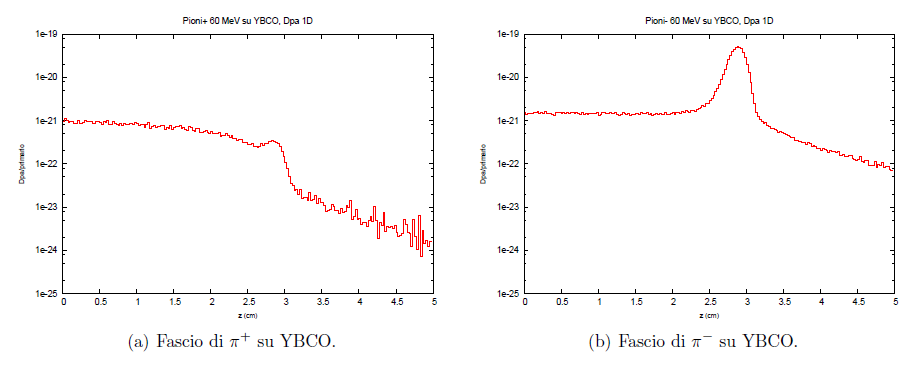 Pioni+ 60 MeV su YBCO, Dpa 1D
1e-19
1e-20
1e-21
1e-22
1e-23
1e-24
1e-25
Dpa/primario
0 0.5 1 1.5 2 2.5 3 3.5 4 4.5 5
z (cm)
(a) Fascio di π⁺ su YBCO.
Pioni- 60 MeV su YBCO, Dpa 1D
1e-19
1e-20
1e-21
1e-22
1e-23
1e-24
1e-25
Dpa/primario
0 0.5 1 1.5 2 2.5 3 3.5 4 4.5 5
z (cm)
(b) Fascio di π⁻ su YBCO.